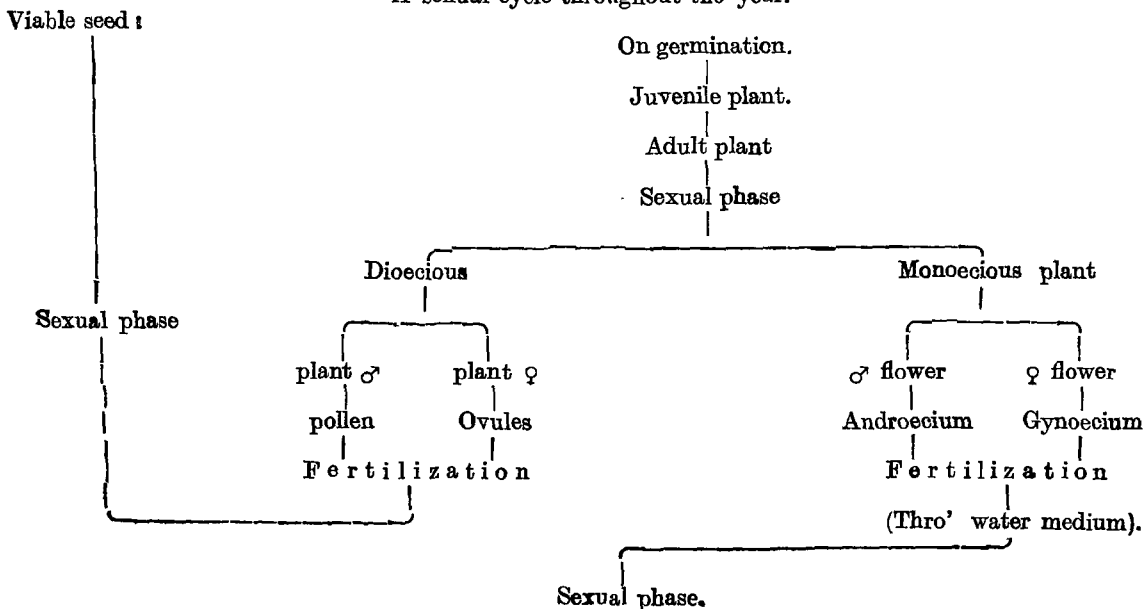 A sexual cycle throughout the year.
Viable seed :
On germination.
Juvenile plant.
Adult plant
Sexual phase
Dioecious
Monoecious plant
Sexual phase
plant ♂ plant ♀
♂ flower ♀ flower
pollen Ovules
Androecium Gynoecium
Fertilization
Fertilization
(Thro' water medium).
Sexual phase.